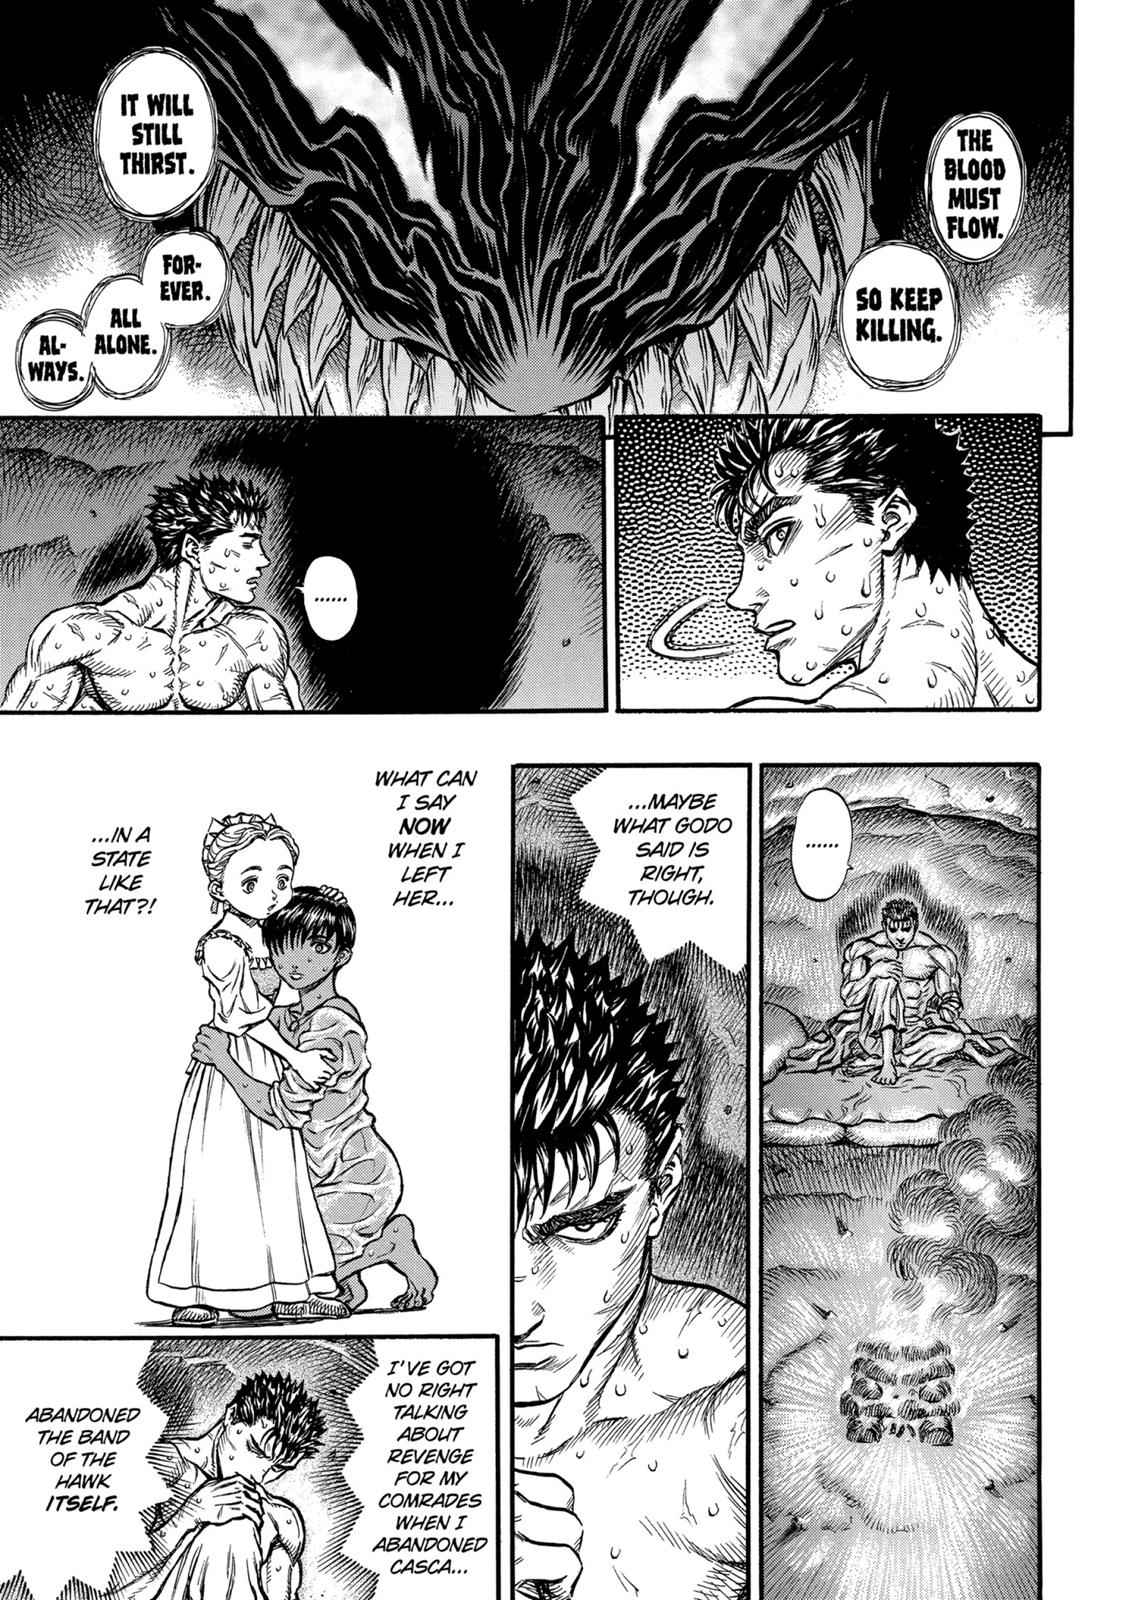 THE
BLOOD
MUST
FLOW.
SO KEEP
KILLING.
IT WILL
STILL
THIRST.
FOR-
EVER.
ALL
ALONE.
AL-
WAYS.
......
......
...MAYBE
WHAT GODO
SAID IS
RIGHT,
THOUGH.
WHAT CAN
I SAY
NOW
WHEN I
LEFT
HER...
...IN A
STATE
LIKE
THAT?!
I'VE GOT
NO RIGHT
TALKING
ABOUT
REVENGE
FOR MY
COMRADES
WHEN I
ABANDONED
CASCA...
ABANDONED
THE BAND
OF THE
HAWK
ITSELF.